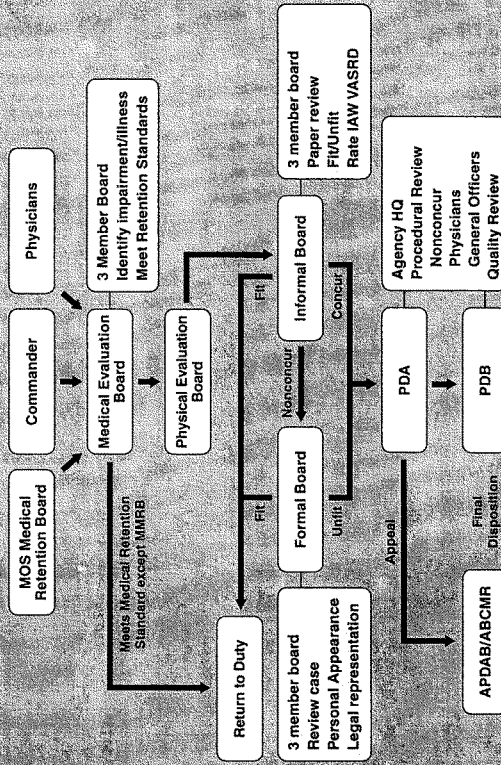 MOS Medical
Retention Board
Commander
Physicians
Medical Evaluation
Board
3 Member Board
Identify impairment/illness
Meet Retention Standards
Meets Medical Retention
Standard except MMRB
Physical Evaluation
Board
Return to Duty
Fit
Fit
3 member board
Review case
Personal Appearance
Legal representation
Formal Board
Nonconcur
Informal Board
3 member board
Paper review
Fit/Unfit
Rate IAW VASRD
Unfit
Concur
Appeal
PDA
Agency HQ
Procedural Review
Nonconcur
Physicians
General Officers
Quality Review
APDAB/ABCMR
Final
Disposition
PDB